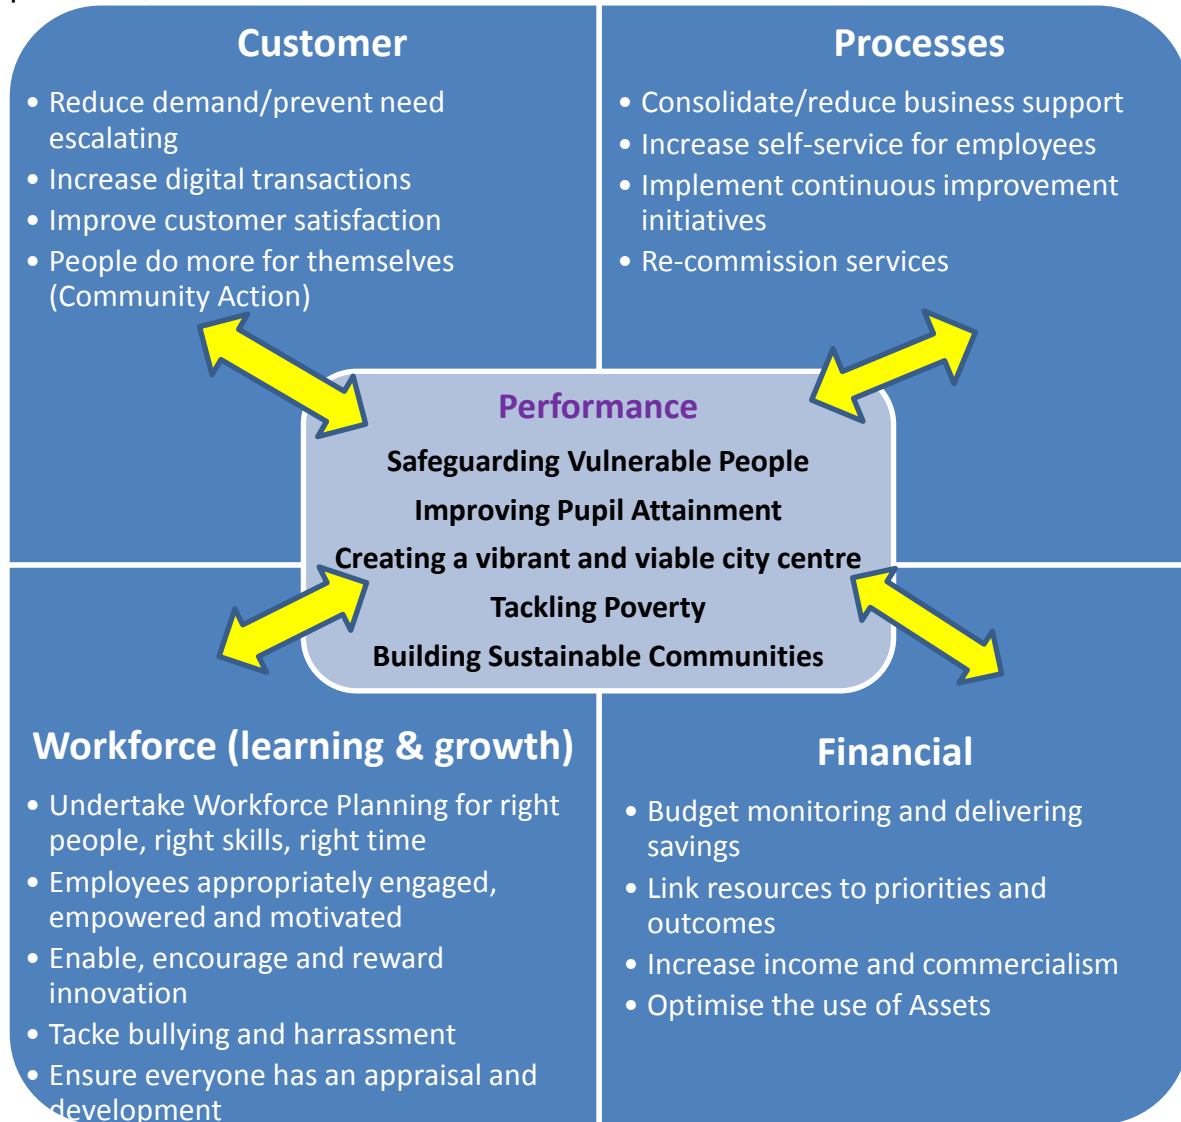 Customer
• Reduce demand/prevent need
escalating
• Increase digital transactions
• Improve customer satisfaction
• People do more for themselves
(Community Action)
Processes
• Consolidate/reduce business support
• Increase self-service for employees
• Implement continuous improvement
initiatives
• Re-commission services
Performance
Safeguarding Vulnerable People
Improving Pupil Attainment
Creating a vibrant and viable city centre
Tackling Poverty
Building Sustainable Communities
Workforce (learning & growth)
• Undertake Workforce Planning for right
people, right skills, right time
• Employees appropriately engaged,
empowered and motivated
• Enable, encourage and reward
innovation
• Tacke bullying and harrassment
• Ensure everyone has an appraisal and
development
Financial
• Budget monitoring and delivering
savings
• Link resources to priorities and
outcomes
• Increase income and commercialism
• Optimise the use of Assets